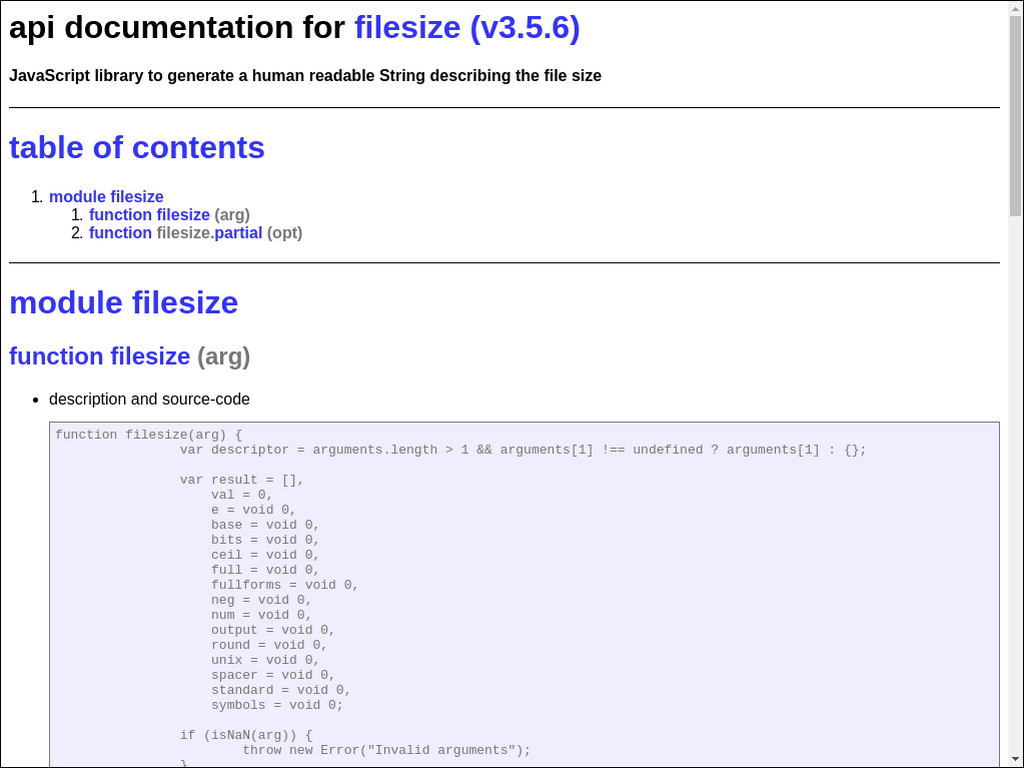 api documentation for filesize (v3.5.6)
JavaScript library to generate a human readable String describing the file size
table of contents
1. module filesize
1. function filesize (arg)
2. function filesize.partial (opt)
module filesize
function filesize (arg)
• description and source-code
function filesize(arg) {
var descriptor = arguments.length > 1 && arguments[1] !== undefined ? arguments[1] : {};
var result = [],
val = 0,
e = void 0,
base = void 0,
bits = void 0,
ceil = void 0,
full = void 0,
fullforms = void 0,
neg = void 0,
num = void 0,
output = void 0,
round = void 0,
unix = void 0,
spacer = void 0,
standard = void 0,
symbols = void 0;
if (isNaN(arg)) {
throw new Error("Invalid arguments");
}